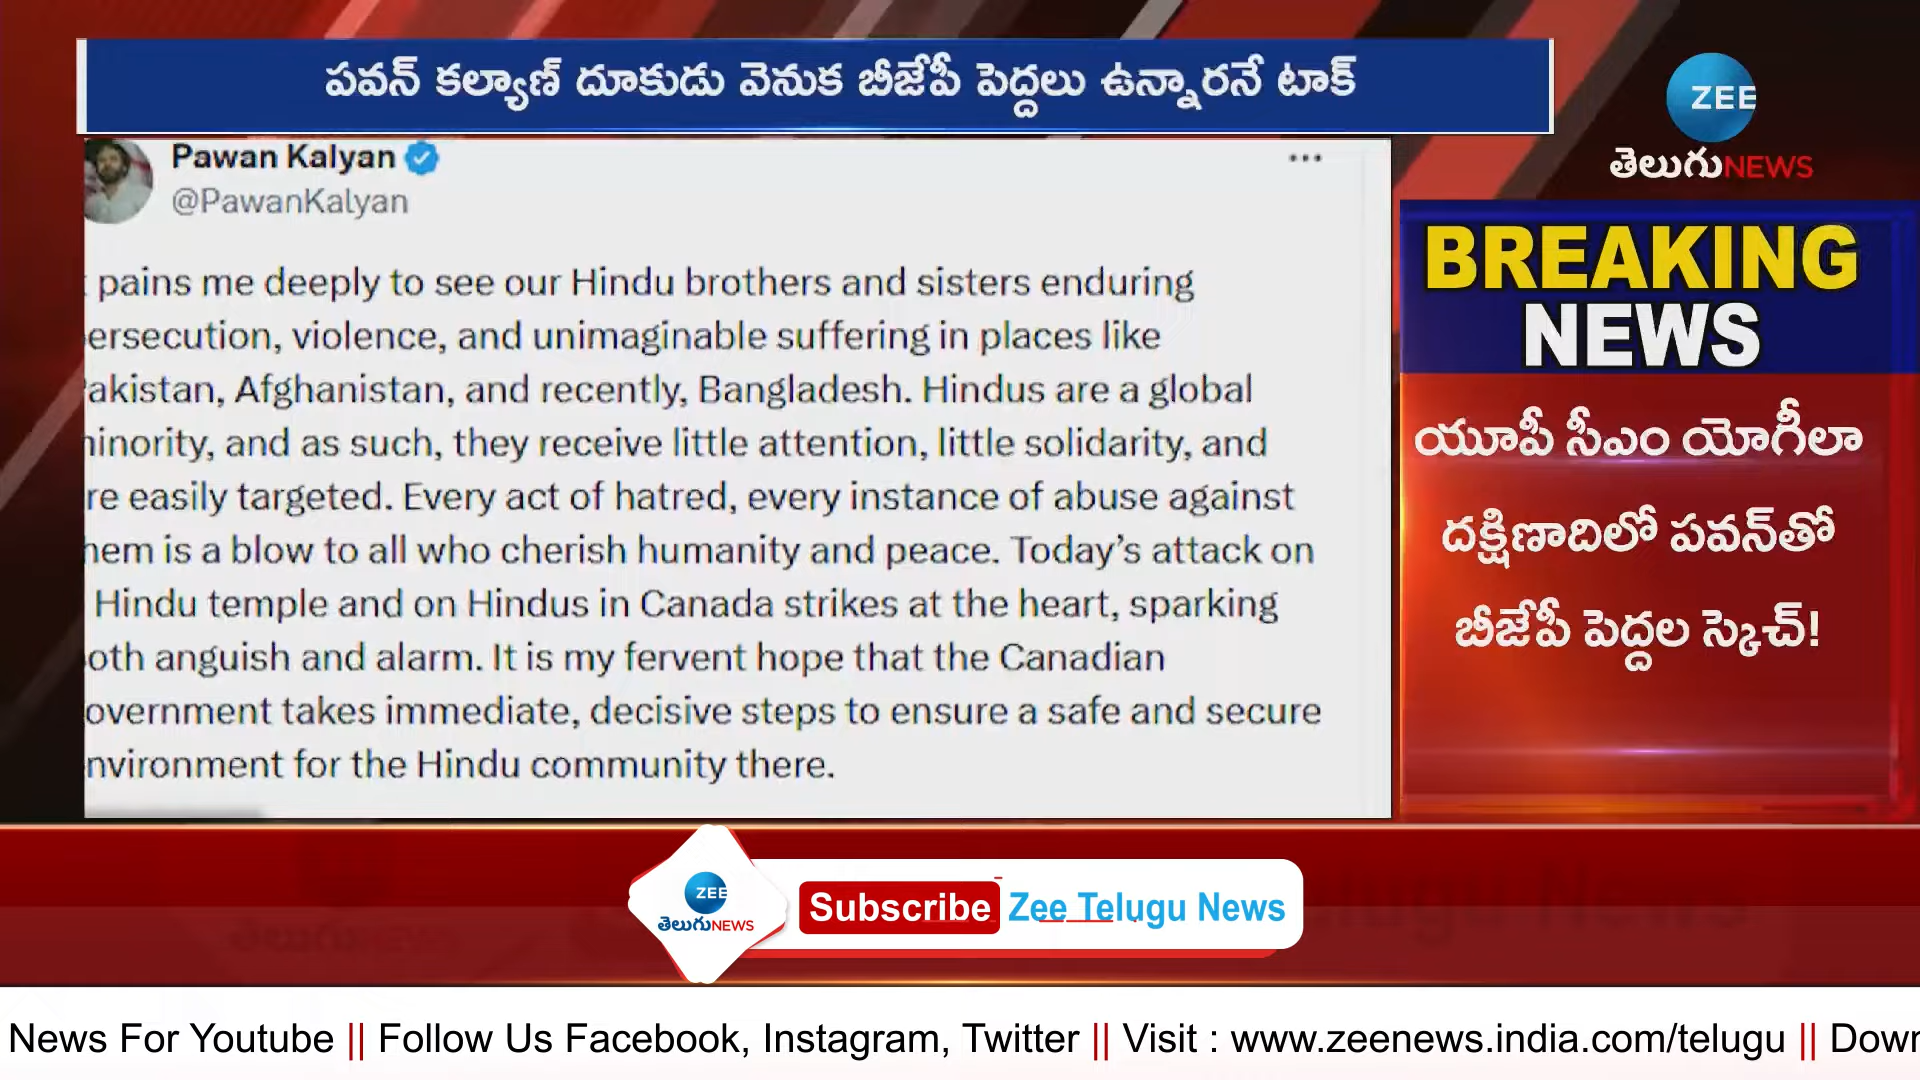 పవన్ కల్యాణ్ దూకుడు వెనుక బీజేపీ పెద్దలు ఉన్నారనే టాక్
ZEE
తెలుగుNEWS
Pawan Kalyan
@PawanKalyan
pains me deeply to see our Hindu brothers and sisters enduring
ersecution, violence, and unimaginable suffering in places like
akistan, Afghanistan, and recently, Bangladesh. Hindus are a global
inority, and as such, they receive little attention, little solidarity, and
re easily targeted. Every act of hatred, every instance of abuse against
hem is a blow to all who cherish humanity and peace. Today’s attack on
Hindu temple and on Hindus in Canada strikes at the heart, sparking
oth anguish and alarm. It is my fervent hope that the Canadian
overnment takes immediate, decisive steps to ensure a safe and secure
nvironment for the Hindu community there.
BREAKING
NEWS
యూపీ సీఎం యోగీలా
దక్షిణాదిలో పవన్‌తో
బీజేపీ పెద్దల స్కెచ్!
ZEE
తెలుగుNEWS
Subscribe Zee Telugu News
News For Youtube || Follow Us Facebook, Instagram, Twitter || Visit : www.zeenews.india.com/telugu || Down